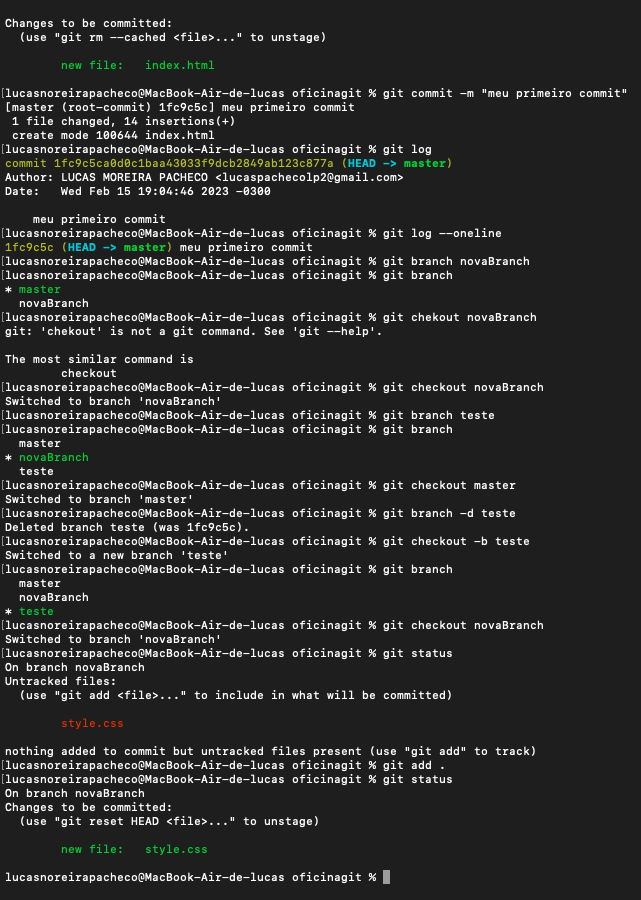 Changes to be committed:
(use "git rm --cached <file>..." to unstage)
new file: index.html
[lucasnoreirapacheco@MacBook-Air-de-lucas oficinagit % git commit -m "meu primeiro commit"
[master (root-commit) 1fc9c5c] meu primeiro commit
1 file changed, 14 insertions(+)
create mode 100644 index.html
[lucasnoreirapacheco@MacBook-Air-de-lucas oficinagit % git log
commit 1fc9c5ca0d0c1baa43033f9dcb2849ab123c877a (HEAD -> master)
Author: LUCAS MOREIRA PACHECO <lucaspachecolp2@gmail.com>
Date: Wed Feb 15 19:04:46 2023 -0300
meu primeiro commit
[lucasnoreirapacheco@MacBook-Air-de-lucas oficinagit % git log --oneline
1fc9c5c (HEAD -> master) meu primeiro commit
[lucasnoreirapacheco@MacBook-Air-de-lucas oficinagit % git branch novaBranch
[lucasnoreirapacheco@MacBook-Air-de-lucas oficinagit % git branch
* master
novaBranch
[lucasnoreirapacheco@MacBook-Air-de-lucas oficinagit % git chekout novaBranch
git: 'chekout' is not a git command. See 'git --help'.
The most similar command is
checkout
[lucasnoreirapacheco@MacBook-Air-de-lucas oficinagit % git checkout novaBranch
Switched to branch 'novaBranch'
[lucasnoreirapacheco@MacBook-Air-de-lucas oficinagit % git branch teste
[lucasnoreirapacheco@MacBook-Air-de-lucas oficinagit % git branch
master
* novaBranch
teste
[lucasnoreirapacheco@MacBook-Air-de-lucas oficinagit % git checkout master
Switched to branch 'master'
[lucasnoreirapacheco@MacBook-Air-de-lucas oficinagit % git branch -d teste
Deleted branch teste (was 1fc9c5c).
[lucasnoreirapacheco@MacBook-Air-de-lucas oficinagit % git checkout -b teste
Switched to a new branch 'teste'
[lucasnoreirapacheco@MacBook-Air-de-lucas oficinagit % git branch
master
novaBranch
* teste
[lucasnoreirapacheco@MacBook-Air-de-lucas oficinagit % git checkout novaBranch
Switched to branch 'novaBranch'
[lucasnoreirapacheco@MacBook-Air-de-lucas oficinagit % git status
On branch novaBranch
Untracked files:
(use "git add <file>..." to include in what will be committed)
style.css
nothing added to commit but untracked files present (use "git add" to track)
[lucasnoreirapacheco@MacBook-Air-de-lucas oficinagit % git add .
[lucasnoreirapacheco@MacBook-Air-de-lucas oficinagit % git status
On branch novaBranch
Changes to be committed:
(use "git reset HEAD <file>..." to unstage)
new file: style.css
lucasnoreirapacheco@MacBook-Air-de-lucas oficinagit %